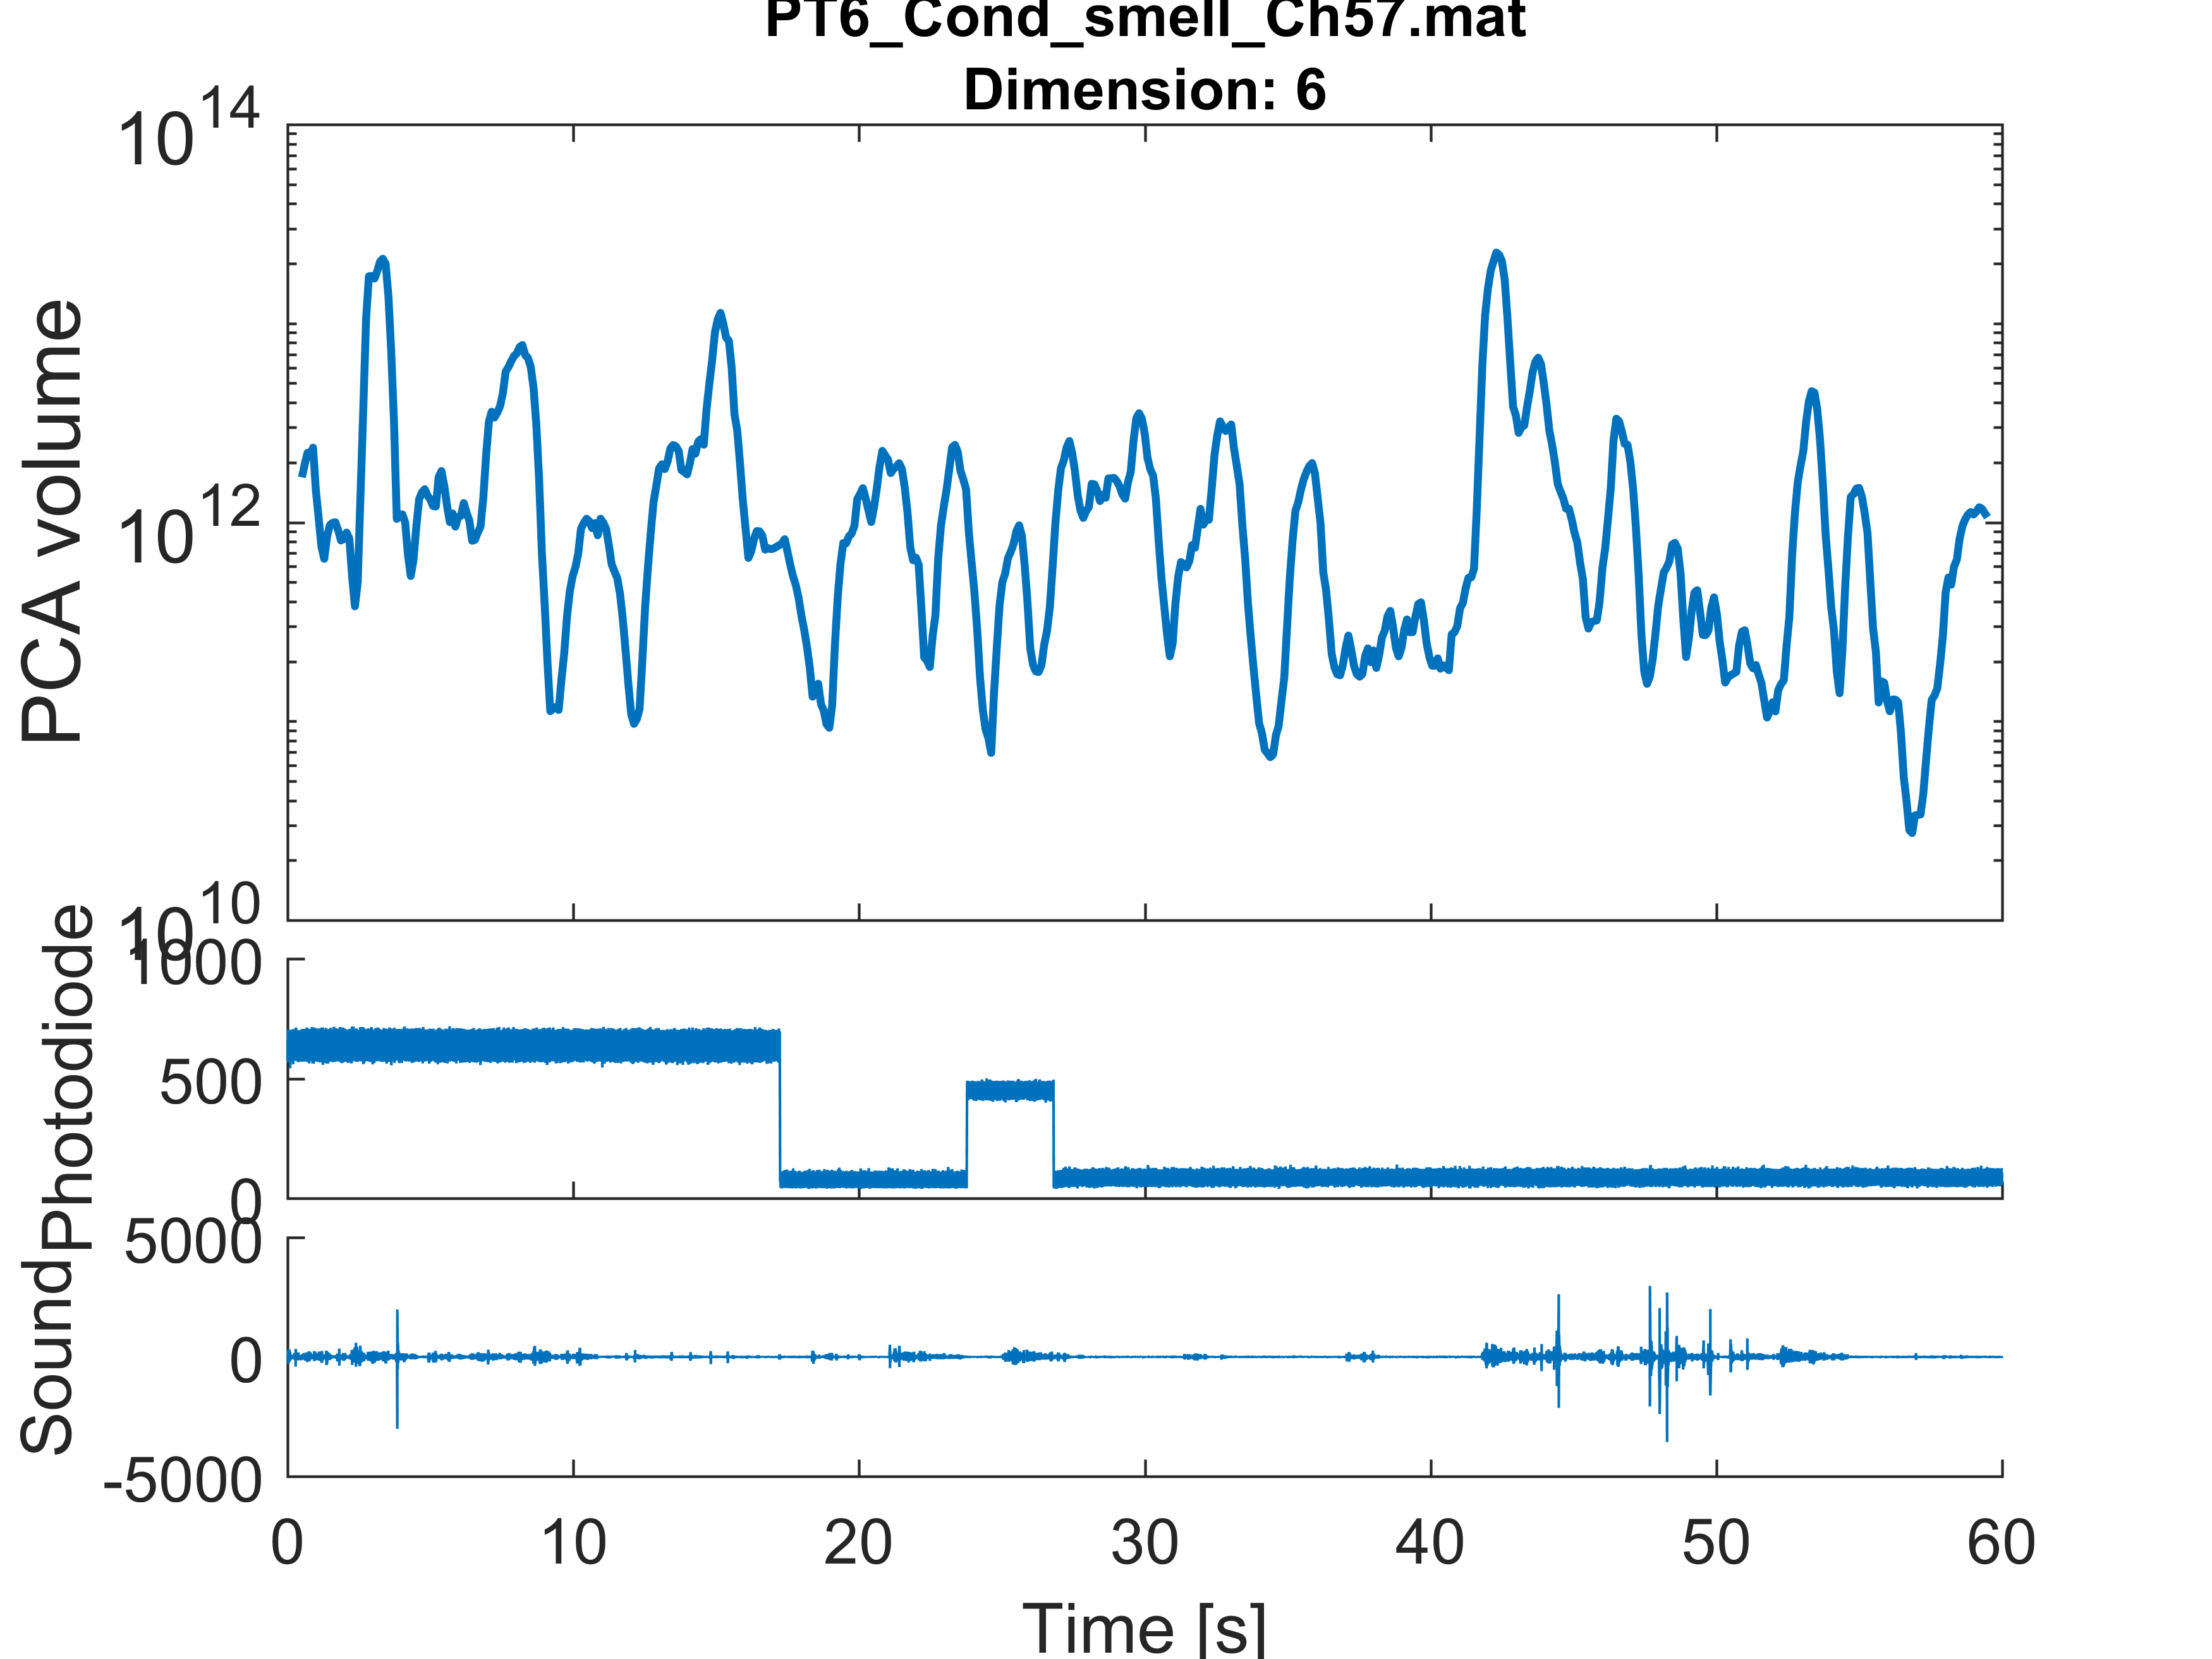 PT6_Cond_smell_Ch57.mat
Dimension: 6
10^14
10^12
10^10
PCA volume
1000
500
0
Photodiode
5000
0
-5000
Sound
0 10 20 30 40 50 60
Time [s]